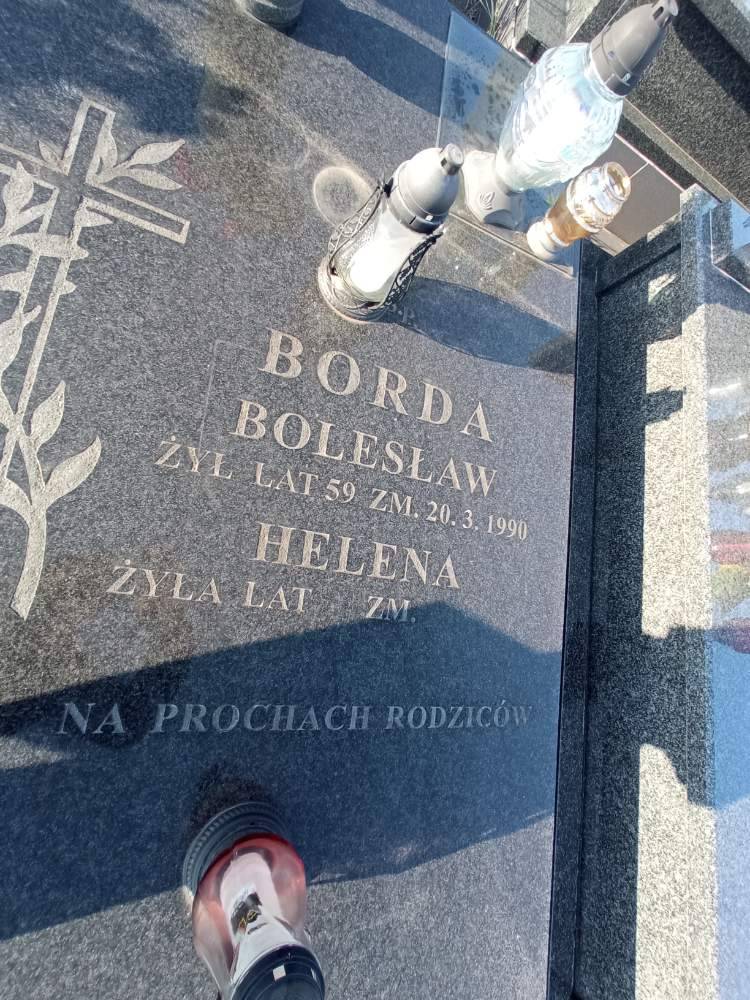 Ś.P.
BORDA
BOLESŁAW
ŻYŁ LAT 59 ZM. 20. 3. 1990
HELENA
ŻYŁA LAT ZM.
NA PROCHACH RODZICÓW